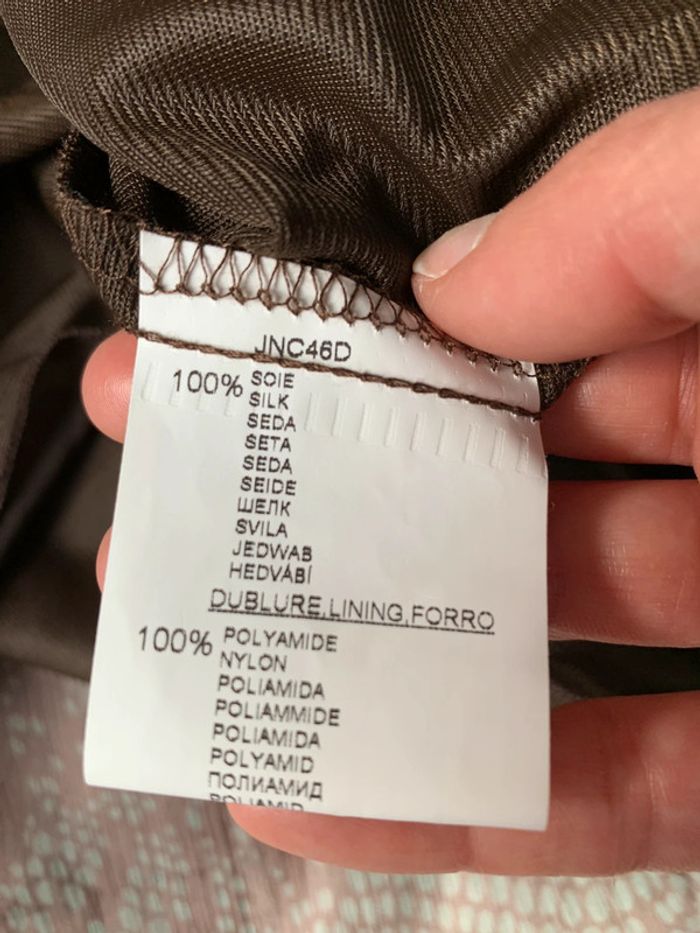 JNC46D
100% SOIE
SILK
SEDA
SETA
SEDA
SEIDE
ШЕЛК
SVILA
JEDWAB
HEDVÁBÍ
DUBLURE,LINING,FORRO
100% POLYAMIDE
NYLON
POLIAMIDA
POLIAMMIDE
POLIAMIDA
POLYAMID
ПОЛИАМИД
POLIAMID